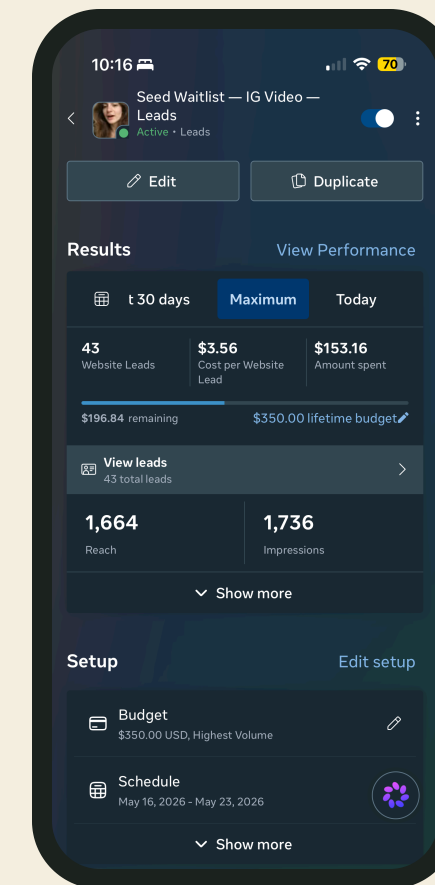 10:16
70
Seed Waitlist — IG Video —
Leads
Active • Leads
Edit
Duplicate
Results
View Performance
t 30 days
Maximum
Today
43
Website Leads
$3.56
Cost per Website
Lead
$153.16
Amount spent
$196.84 remaining
$350.00 lifetime budget
View leads
43 total leads
1,664
Reach
1,736
Impressions
Show more
Setup
Edit setup
Budget
$350.00 USD, Highest Volume
Schedule
May 16, 2026 - May 23, 2026
Show more